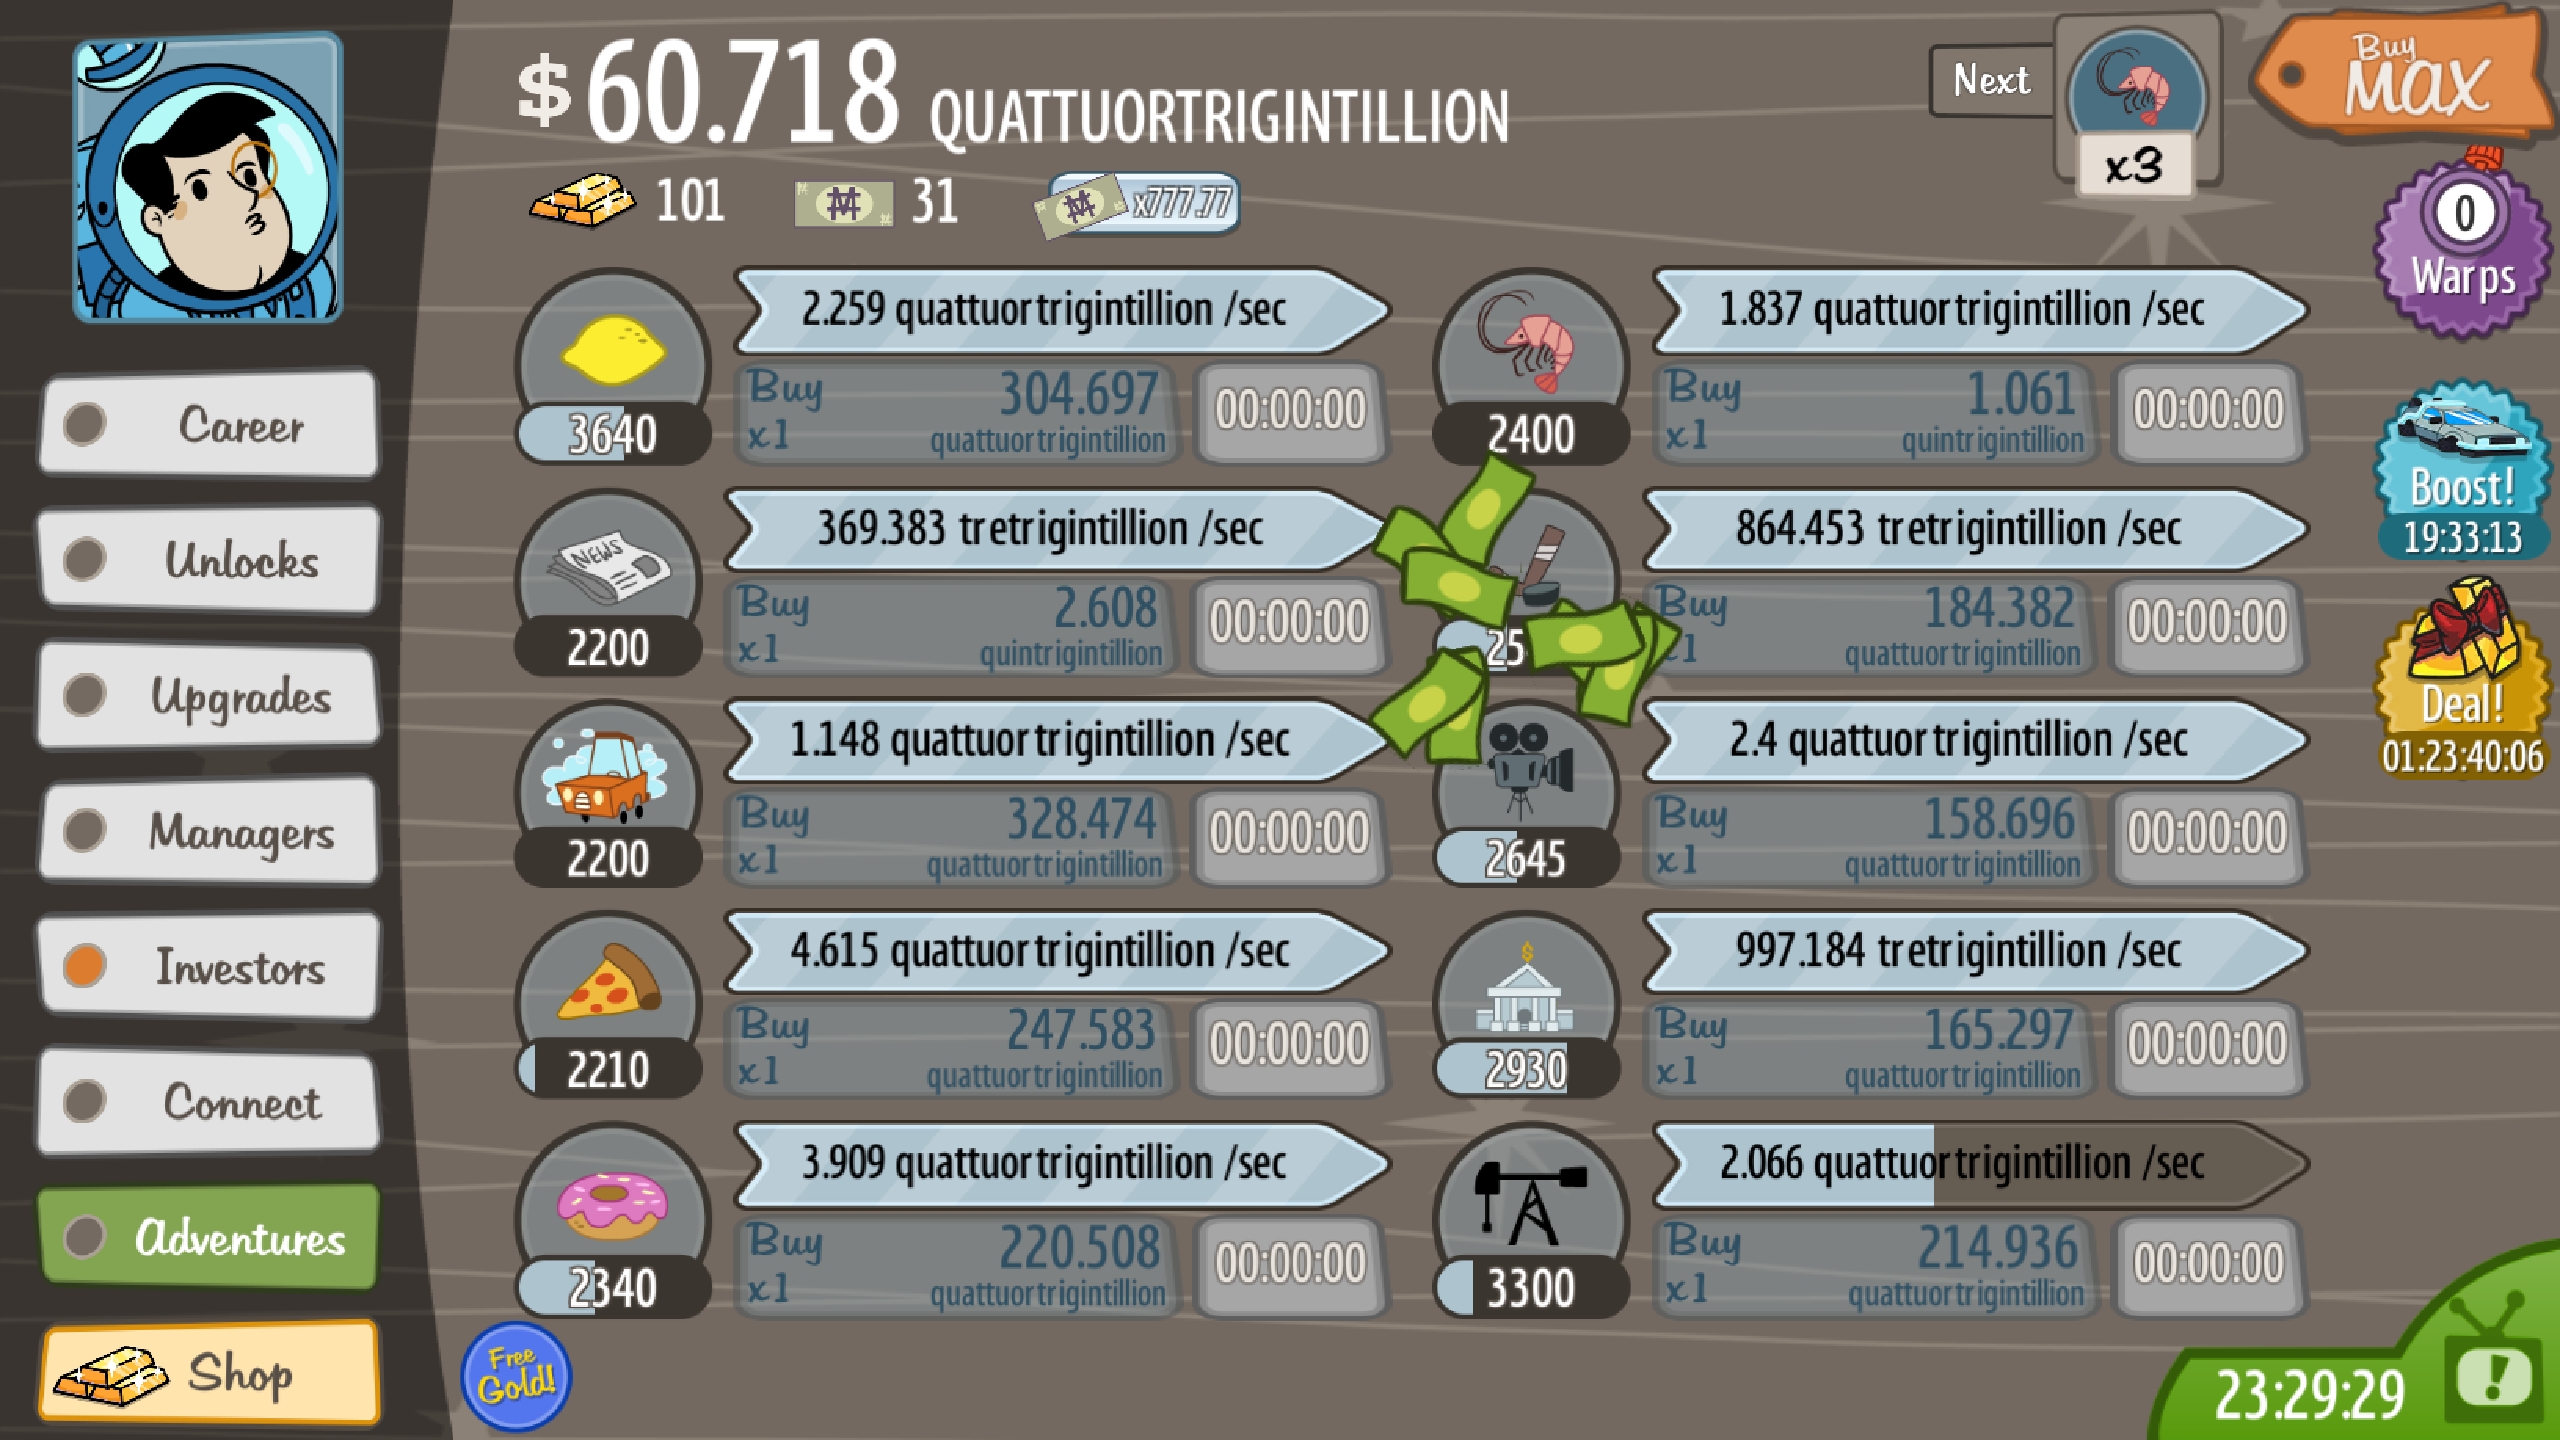 $60.718 QUATTUORTRIGINTILLION
Next
x3
Buy
MAX
101
31
x777.77
0
Warps
Boost!
19:33:13
Deal!
01:23:40:06
Career
Unlocks
Upgrades
Managers
Investors
Connect
Adventures
Shop
2.259 quattuortrigintillion /sec
3640
Buy 304.697
x1 quattuortrigintillion
00:00:00
1.837 quattuortrigintillion /sec
2400
Buy 1.061
x1 quintrigintillion
00:00:00
NEWS
369.383 tretrigintillion /sec
2200
Buy 2.608
x1 quintrigintillion
00:00:00
864.453 tretrigintillion /sec
Buy 184.382
quattuortrigintillion
00:00:00
1.148 quattuortrigintillion /sec
2200
Buy 328.474
x1 quattuortrigintillion
00:00:00
2.4 quattuortrigintillion /sec
2645
Buy 158.696
x1 quattuortrigintillion
00:00:00
4.615 quattuortrigintillion /sec
2210
Buy 247.583
x1 quattuortrigintillion
00:00:00
$
997.184 tretrigintillion /sec
2930
Buy 165.297
x1 quattuortrigintillion
00:00:00
3.909 quattuortrigintillion /sec
2340
Buy 220.508
x1 quattuortrigintillion
00:00:00
2.066 quattuortrigintillion /sec
3300
Buy 214.936
x1 quattuortrigintillion
00:00:00
Free
Gold!
23:29:29
!